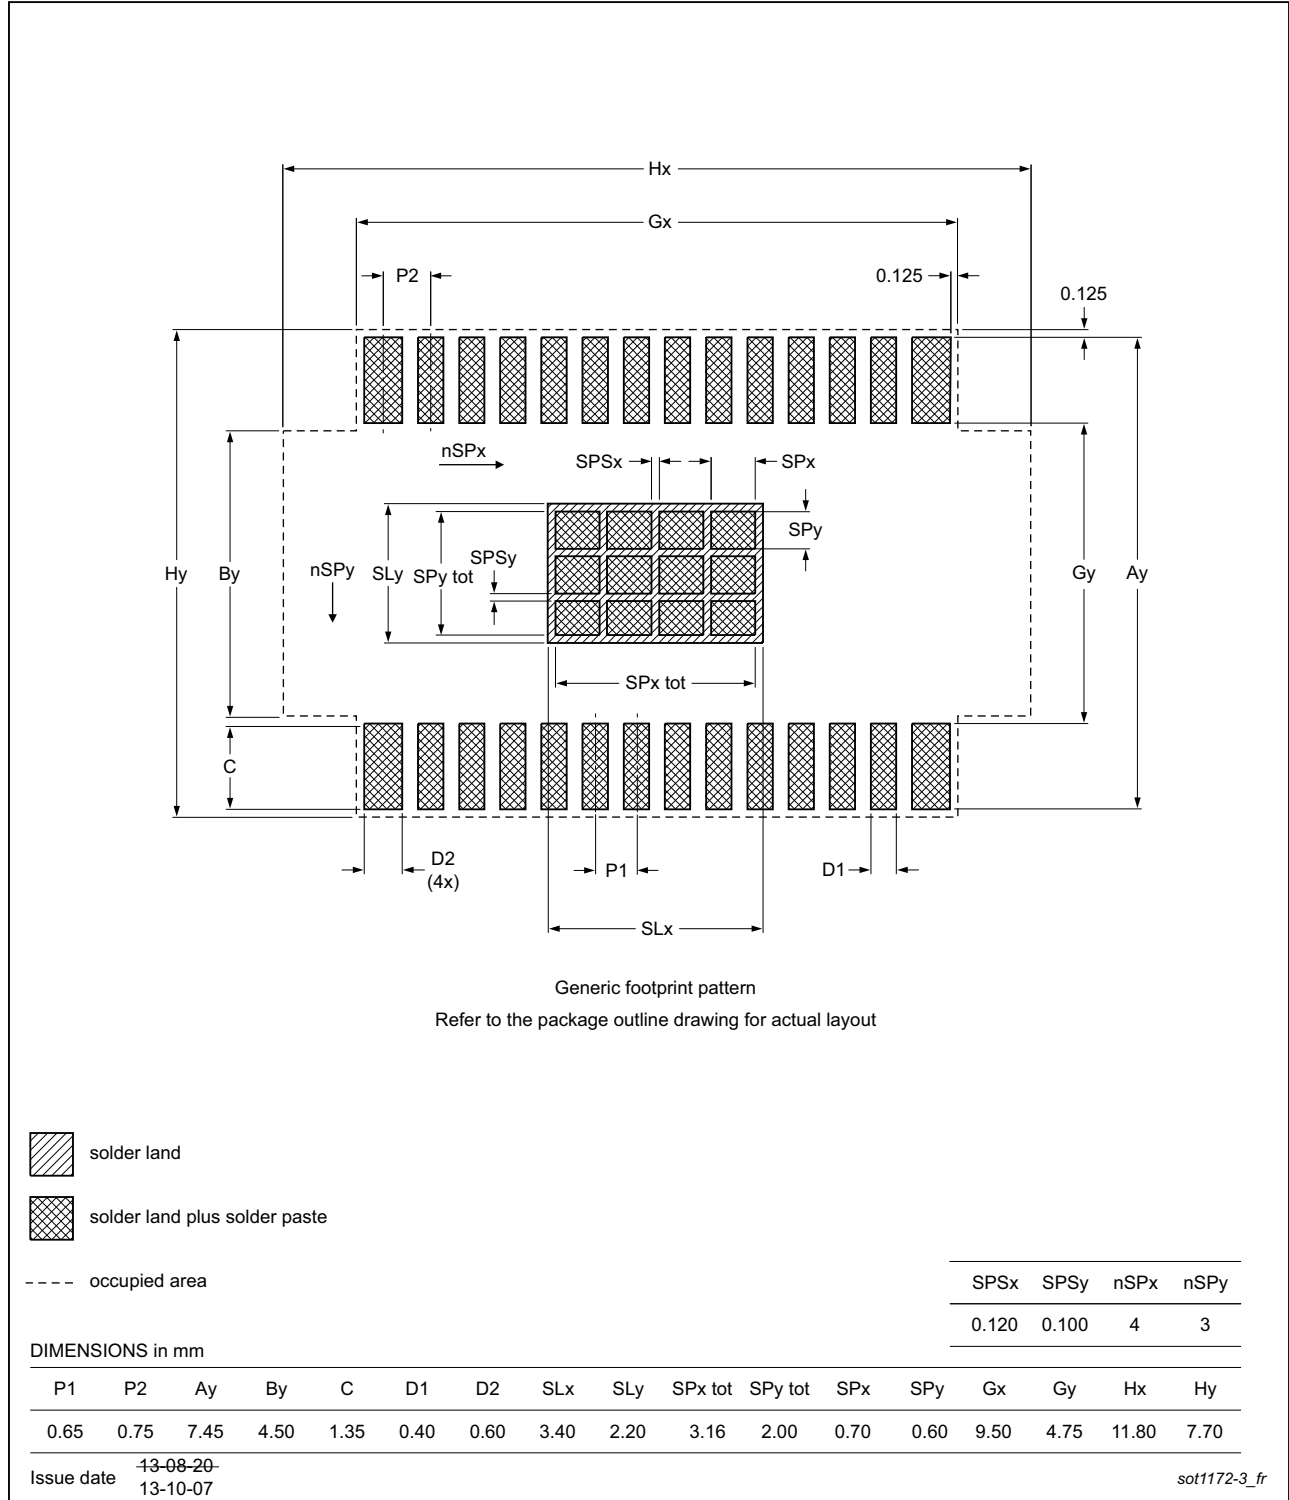 Hx
Gx
P2
0.125
0.125
nSPx
SPSx
SPx
SPy
SPSy
Hy
By
nSPy
SLy
SPy tot
Gy
Ay
SPx tot
C
D2
(4x)
P1
D1
SLx
Generic footprint pattern
Refer to the package outline drawing for actual layout
solder land
solder land plus solder paste
occupied area
SPSx SPSy nSPx nSPy
0.120 0.100 4 3
DIMENSIONS in mm
P1 P2 Ay By C D1 D2 SLx SLy SPx tot SPy tot SPx SPy Gx Gy Hx Hy
0.65 0.75 7.45 4.50 1.35 0.40 0.60 3.40 2.20 3.16 2.00 0.70 0.60 9.50 4.75 11.80 7.70
Issue date 13-08-20
13-10-07
sot1172-3_fr